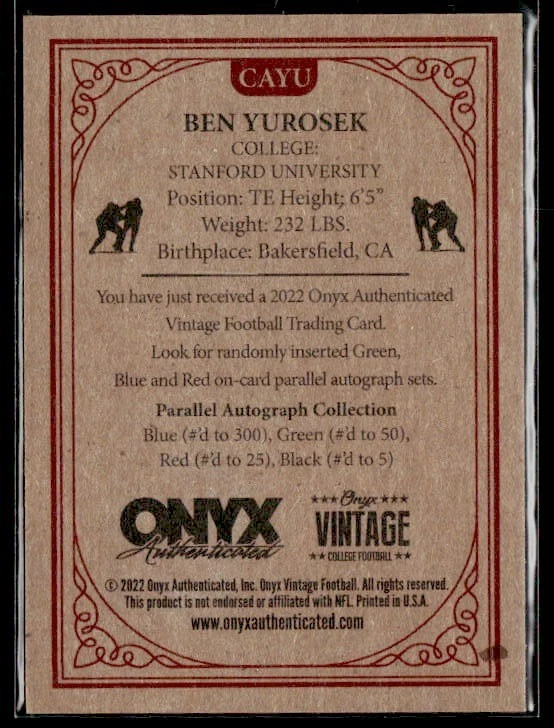 CAYU
BEN YUROSEK
COLLEGE:
STANFORD UNIVERSITY
Position: TE Height; 6'5"
Weight: 232 LBS.
Birthplace: Bakersfield, CA
You have just received a 2022 Onyx Authenticated
Vintage Football Trading Card.
Look for randomly inserted Green,
Blue and Red on-card parallel autograph sets.
Parallel Autograph Collection
Blue (#'d to 300), Green (#'d to 50),
Red (#'d to 25), Black (#'d to 5)
ONYX
Authenticated
Onyx
VINTAGE
COLLEGE FOOTBALL
© 2022 Onyx Authenticated, Inc. Onyx Vintage Football. All rights reserved.
This product is not endorsed or affiliated with NFL. Printed in U.S.A.
www.onyxauthenticated.com